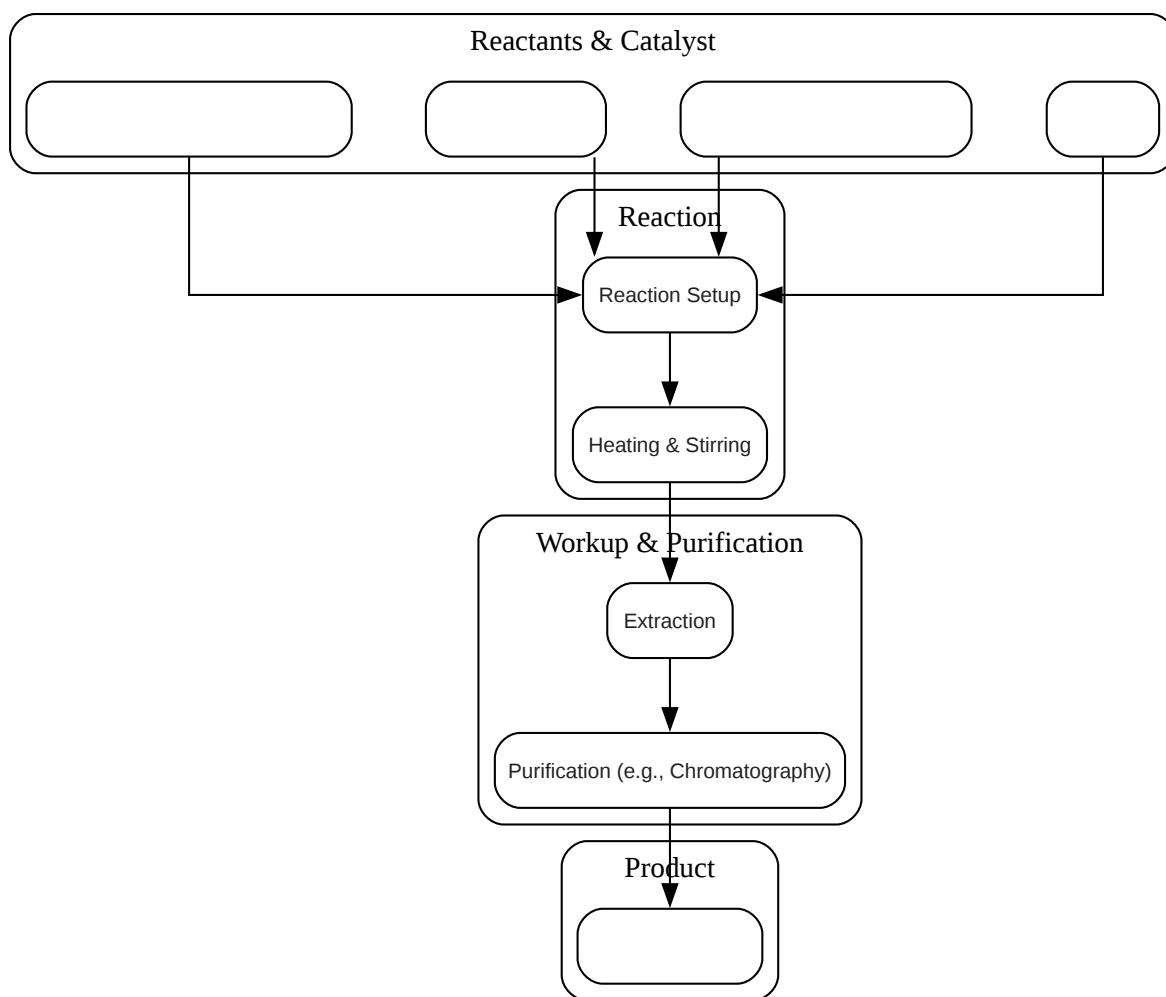 Reactants & Catalyst
Reaction
Reaction Setup
Heating & Stirring
Workup & Purification
Extraction
Purification (e.g., Chromatography)
Product